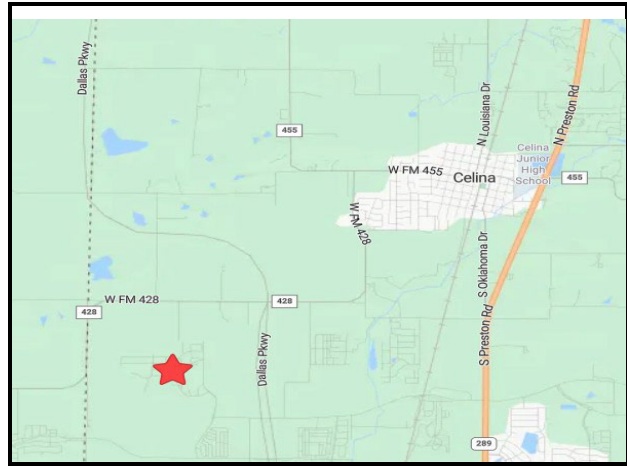 Dallas Pkwy
N Louisiana Dr
N Preston Rd
455
Celina
Junior
High
School
W FM 455
Celina
455
W FM 428
S Oklahoma Dr
W FM 428
428
428
S Preston Rd
Dallas Pkwy
289